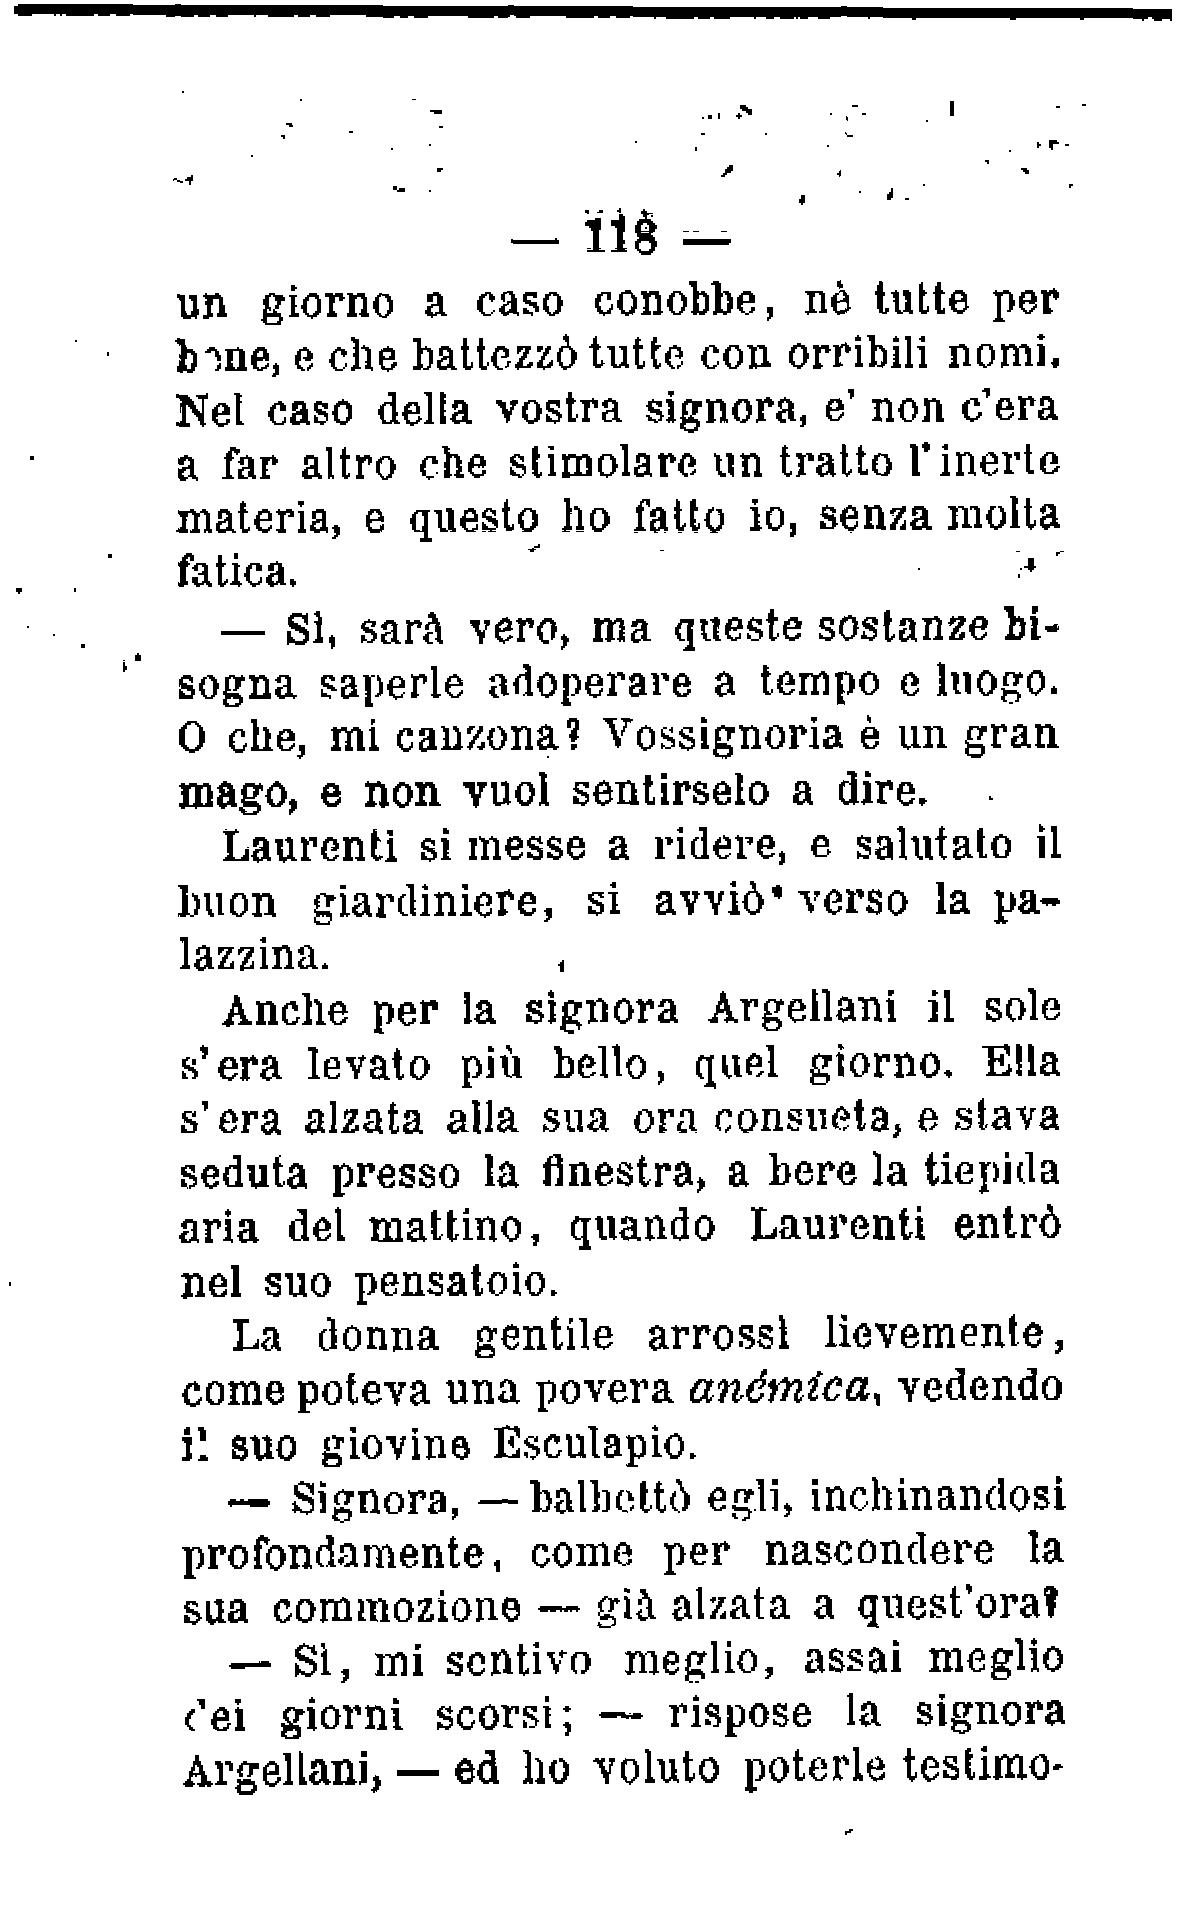 — 118 —
un giorno a caso conobbe, nè tutte per
bene, e che battezzò tutte con orribili nomi.
Nel caso della vostra signora, e' non c'era
a far altro che stimolare un tratto l'inerte
materia, e questo ho fatto io, senza molta
fatica.
— Sì, sarà vero, ma queste sostanze bi-
sogna saperle adoperare a tempo e luogo.
O che, mi canzona? Vossignoria è un gran
mago, e non vuol sentirselo a dire.
Laurenti si messe a ridere, e salutato il
buon giardiniere, si avviò verso la pa-
lazzina.
Anche per la signora Argellani il sole
s'era levato più bello, quel giorno. Ella
s'era alzata alla sua ora consueta, e stava
seduta presso la finestra, a bere la tiepida
aria del mattino, quando Laurenti entrò
nel suo pensatoio.
La donna gentile arrossì lievemente,
come poteva una povera anémica, vedendo
il suo giovine Esculapio.
— Signora, — balbettò egli, inchinandosi
profondamente, come per nascondere la
sua commozione — già alzata a quest'ora?
— Sì, mi sentivo meglio, assai meglio
dei giorni scorsi; — rispose la signora
Argellani, — ed ho voluto poterle testimo-